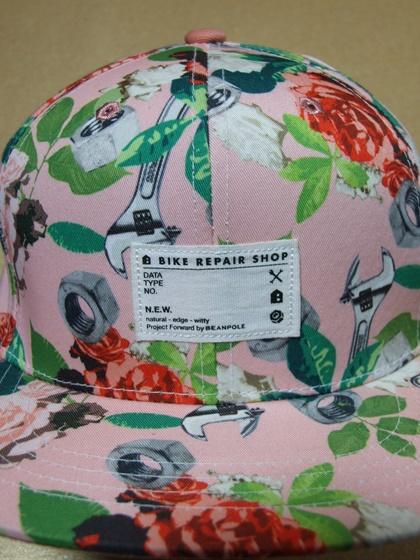 BIKE REPAIR SHOP
DATA
TYPE
NO.
N.E.W.
natural - edge - witty
Project Forward by BEANPOLE